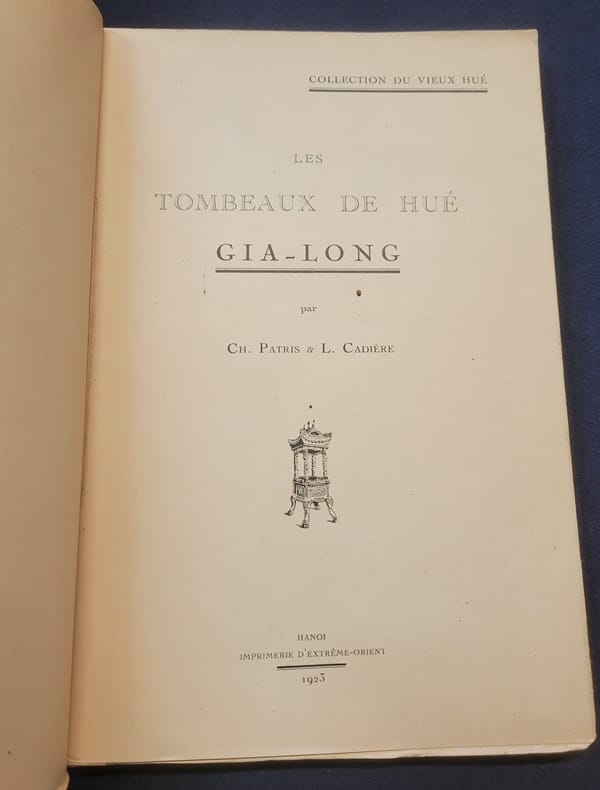 COLLECTION DU VIEUX HUÉ
LES
TOMBEAUX DE HUÉ
GIA-LONG
par
CH. PATRIS & L. CADIÈRE
HANOI
IMPRIMERIE D'EXTRÊME-ORIENT
1923